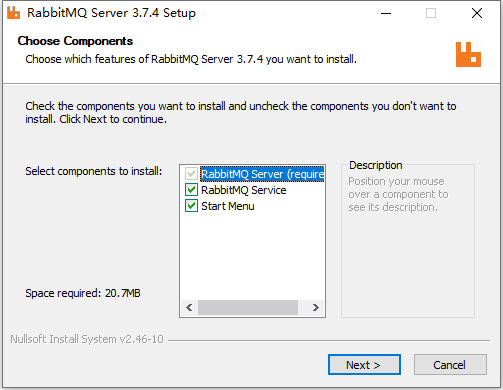 RabbitMQ Server 3.7.4 Setup
Choose Components
Choose which features of RabbitMQ Server 3.7.4 you want to install.
Check the components you want to install and uncheck the components you don't want to
install. Click Next to continue.
Select components to install:
RabbitMQ Server (require
RabbitMQ Service
Start Menu
Description
Position your mouse
over a component to
see its description.
Space required: 20.7MB
Nullsoft Install System v2.46-10
Next >
Cancel